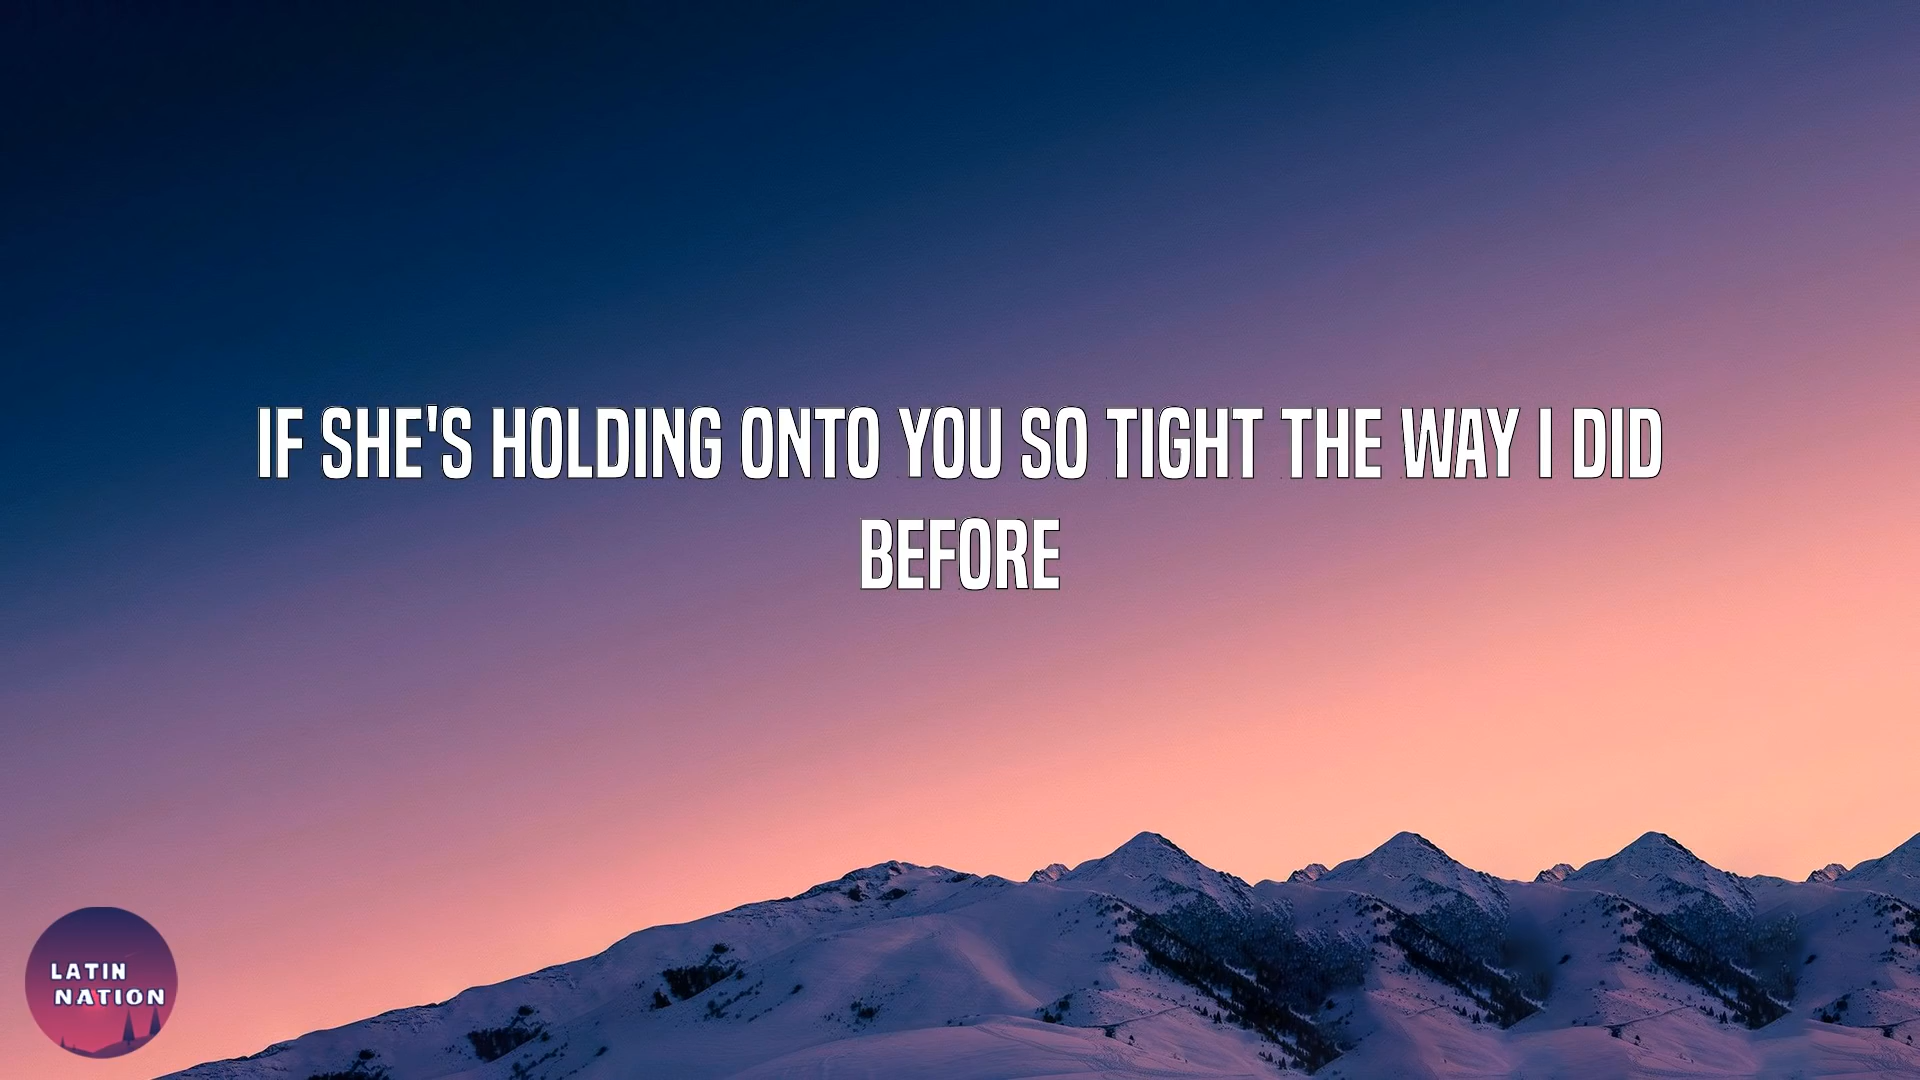 IF SHE'S HOLDING ONTO YOU SO TIGHT THE WAY I DID
BEFORE
LATIN
NATION